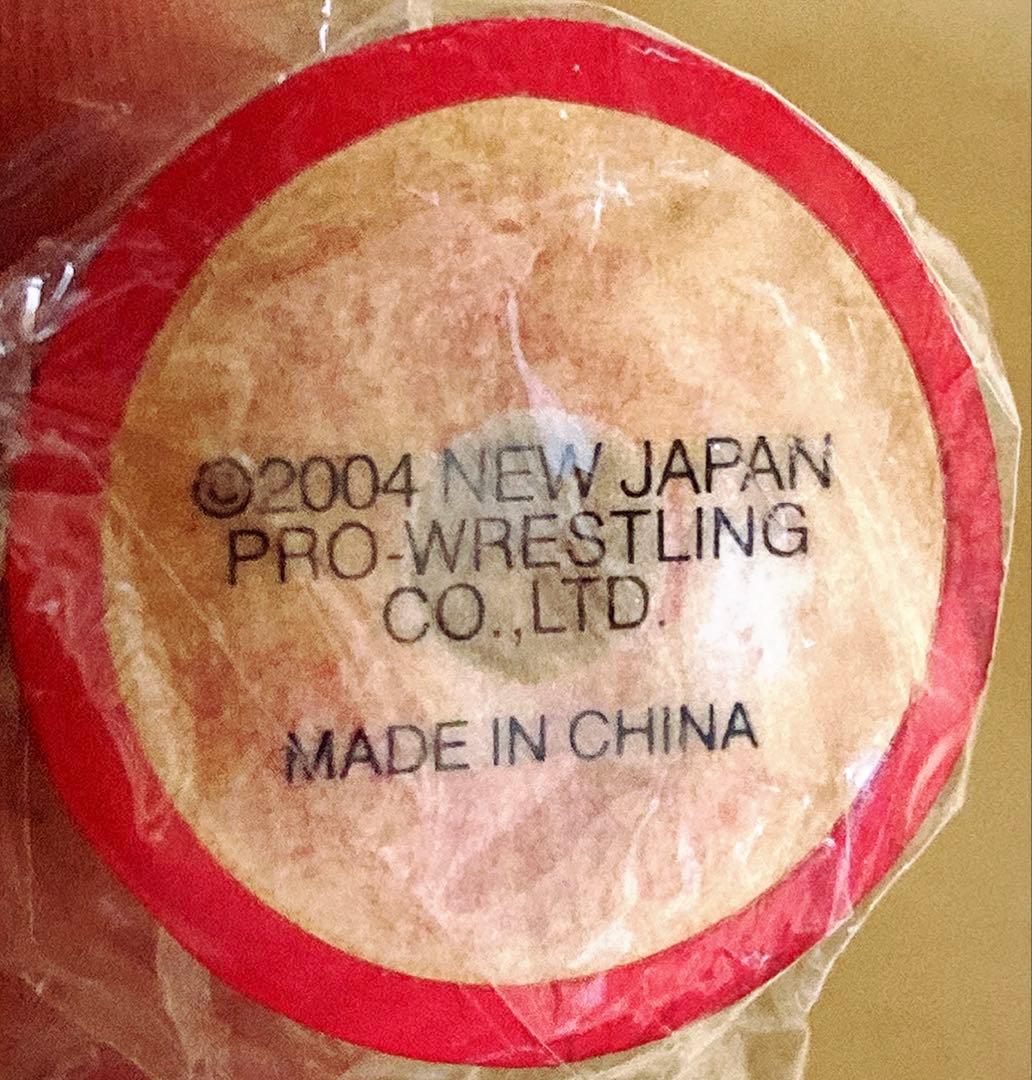 ©2004 NEW JAPAN
PRO-WRESTLING
CO.,LTD.
MADE IN CHINA